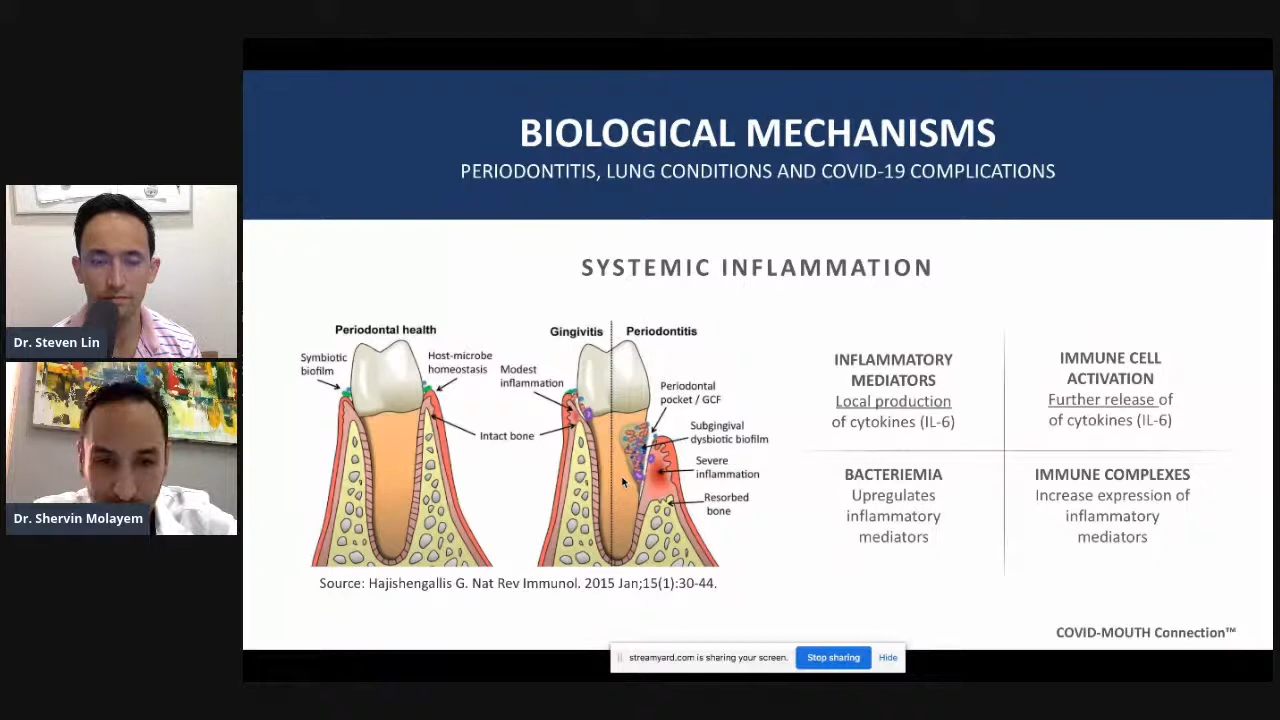 BIOLOGICAL MECHANISMS
PERIODONTITIS, LUNG CONDITIONS AND COVID-19 COMPLICATIONS
SYSTEMIC INFLAMMATION
Periodontal health
Symbiotic
biofilm
Host-microbe
homeostasis
Intact bone
Gingivitis
Periodontitis
Modest
inflammation
Periodontal
pocket / GCF
Subgingival
dysbiotic biofilm
Severe
inflammation
Resorbed
bone
Source: Hajishengallis G. Nat Rev Immunol. 2015 Jan;15(1):30-44.
INFLAMMATORY
MEDIATORS
Local production
of cytokines (IL-6)
IMMUNE CELL
ACTIVATION
Further release of
of cytokines (IL-6)
BACTERIEMIA
Upregulates
inflammatory
mediators
IMMUNE COMPLEXES
Increase expression of
inflammatory
mediators
COVID-MOUTH Connection™
Dr. Steven Lin
Dr. Shervin Molayem
streamyard.com is sharing your screen.
Stop sharing
Hide